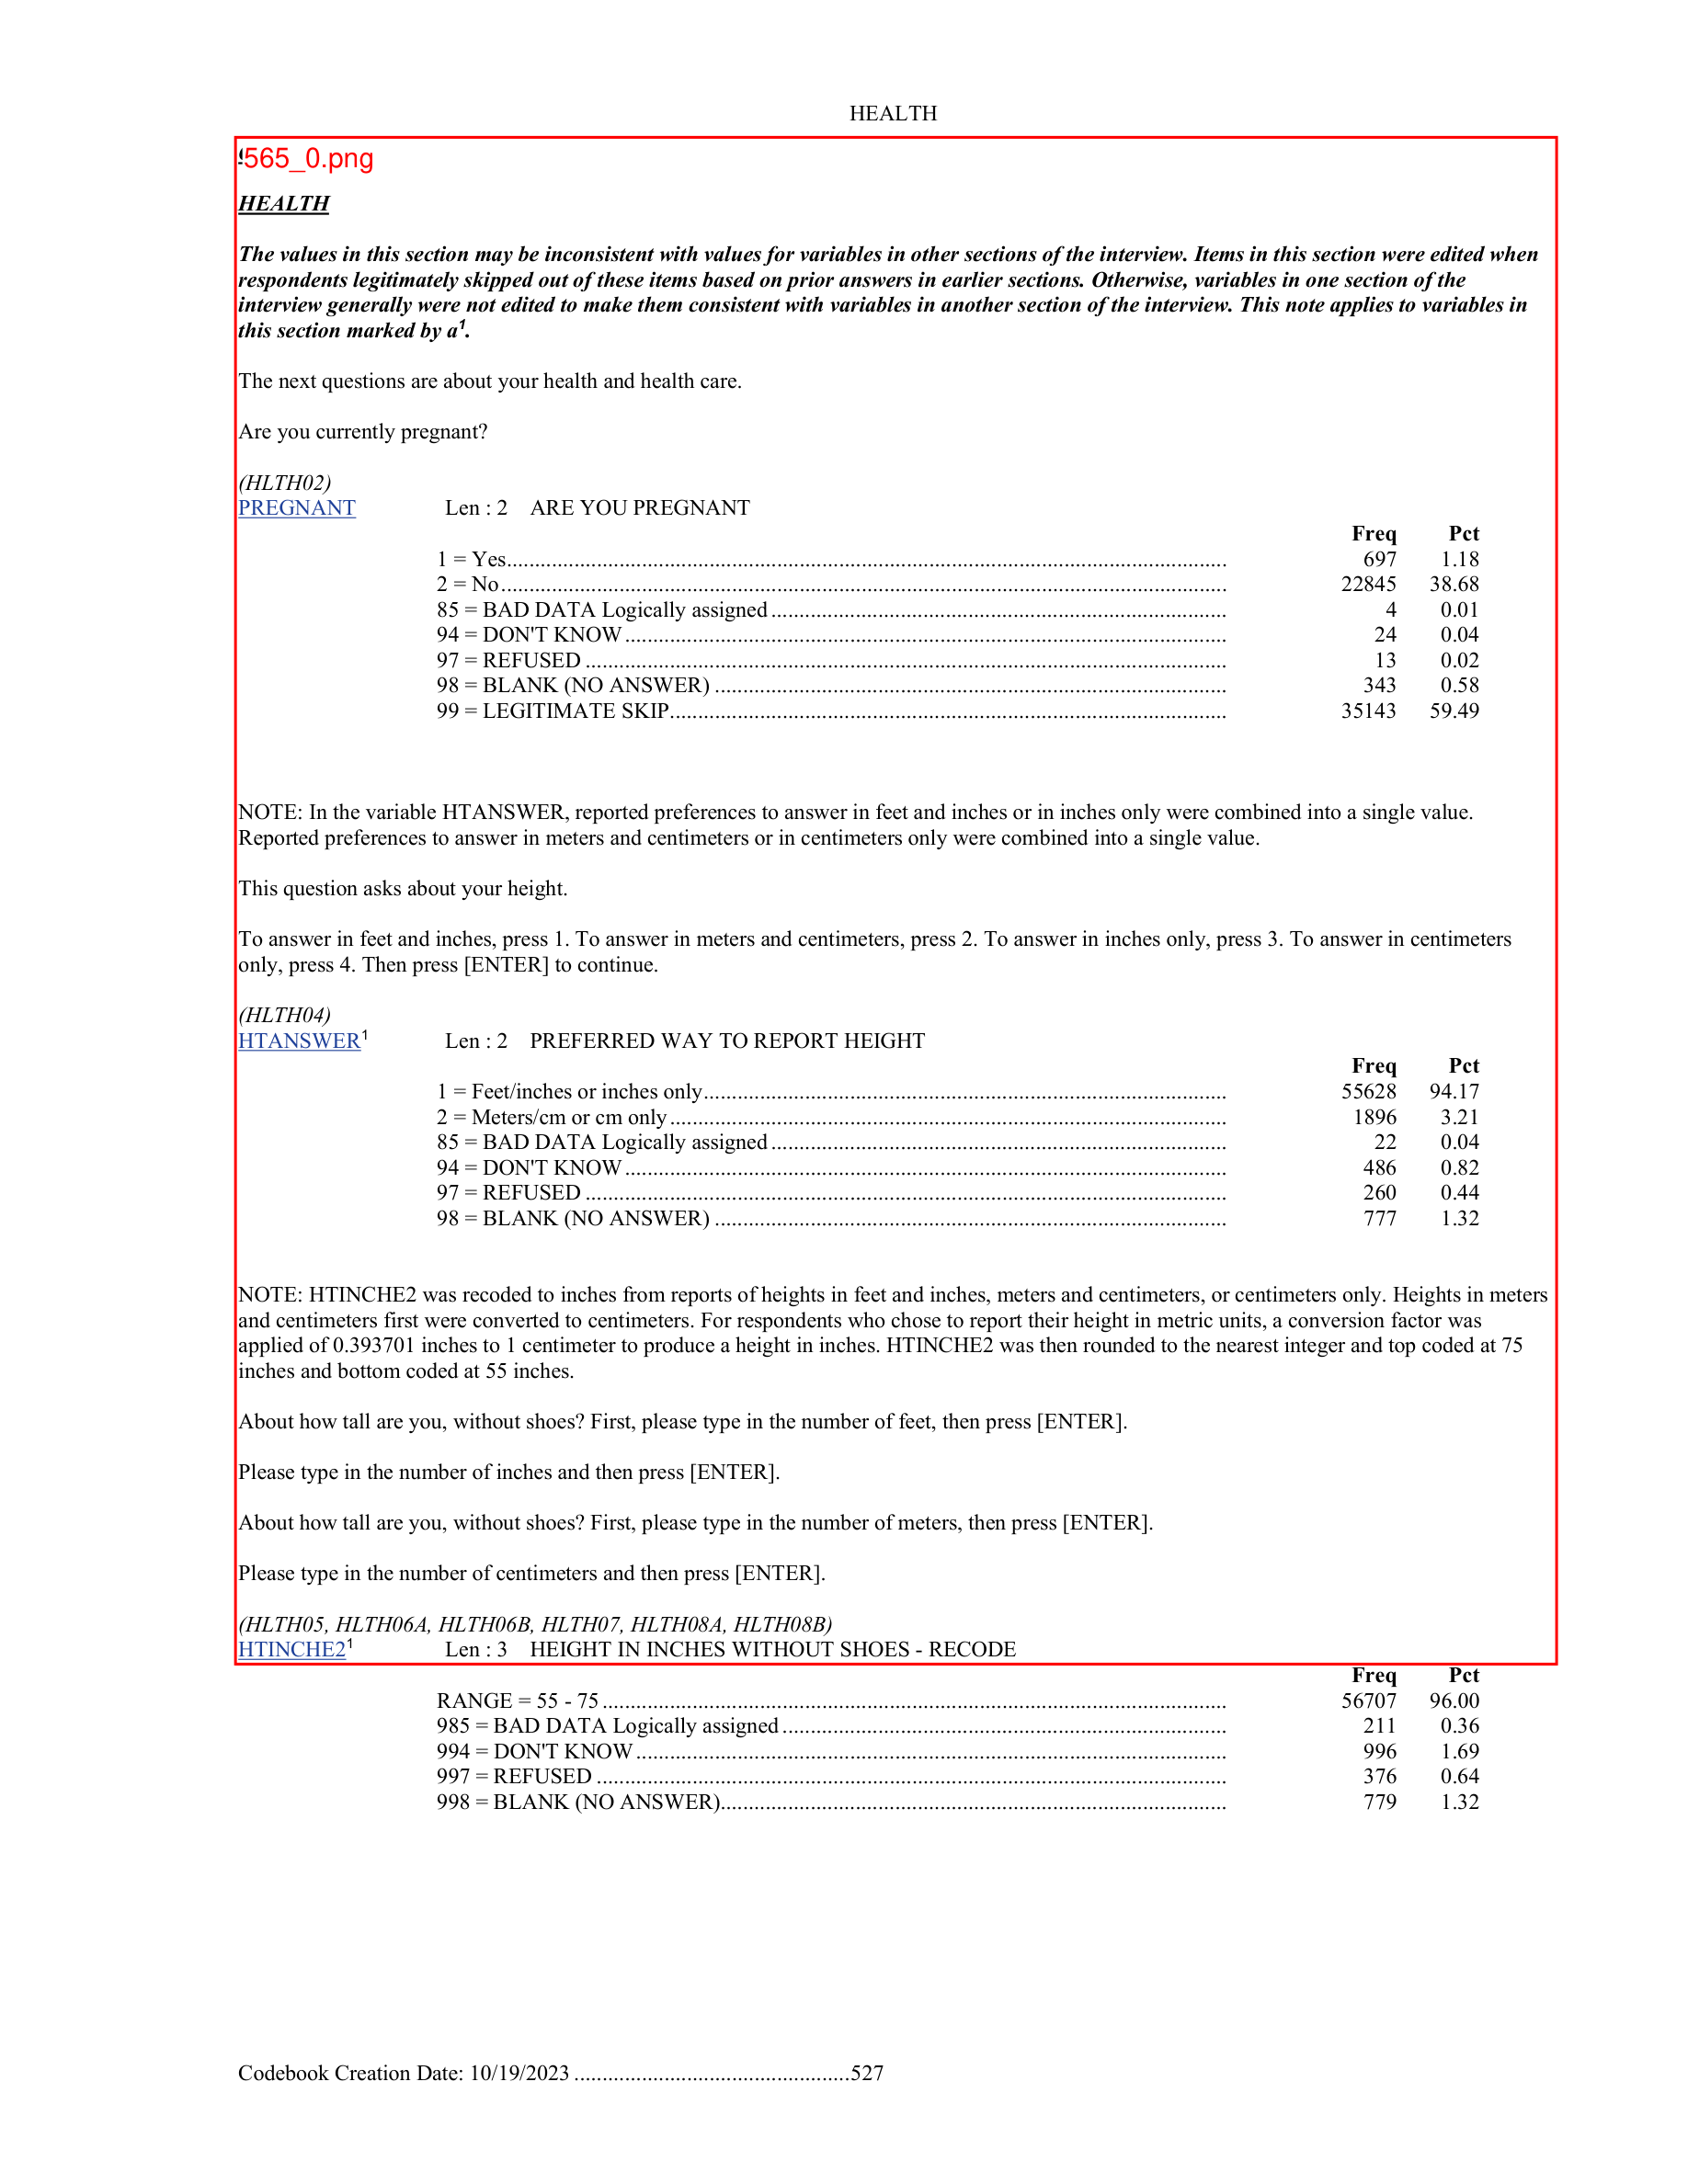 HEALTH
565_0.png
HEALTH
The values in this section may be inconsistent with values for variables in other sections of the interview. Items in this section were edited when
respondents legitimately skipped out of these items based on prior answers in earlier sections. Otherwise, variables in one section of the
interview generally were not edited to make them consistent with variables in another section of the interview. This note applies to variables in
this section marked by a¹.
The next questions are about your health and health care.
Are you currently pregnant?
(HLTH02)
PREGNANT Len : 2 ARE YOU PREGNANT
Freq Pct
1 = Yes 697 1.18
2 = No 22845 38.68
85 = BAD DATA Logically assigned 4 0.01
94 = DON'T KNOW 24 0.04
97 = REFUSED 13 0.02
98 = BLANK (NO ANSWER) 343 0.58
99 = LEGITIMATE SKIP 35143 59.49
NOTE: In the variable HTANSWER, reported preferences to answer in feet and inches or in inches only were combined into a single value.
Reported preferences to answer in meters and centimeters or in centimeters only were combined into a single value.
This question asks about your height.
To answer in feet and inches, press 1. To answer in meters and centimeters, press 2. To answer in inches only, press 3. To answer in centimeters
only, press 4. Then press [ENTER] to continue.
(HLTH04)
HTANSWER¹ Len : 2 PREFERRED WAY TO REPORT HEIGHT
Freq Pct
1 = Feet/inches or inches only 55628 94.17
2 = Meters/cm or cm only 1896 3.21
85 = BAD DATA Logically assigned 22 0.04
94 = DON'T KNOW 486 0.82
97 = REFUSED 260 0.44
98 = BLANK (NO ANSWER) 777 1.32
NOTE: HTINCHE2 was recoded to inches from reports of heights in feet and inches, meters and centimeters, or centimeters only. Heights in meters
and centimeters first were converted to centimeters. For respondents who chose to report their height in metric units, a conversion factor was
applied of 0.393701 inches to 1 centimeter to produce a height in inches. HTINCHE2 was then rounded to the nearest integer and top coded at 75
inches and bottom coded at 55 inches.
About how tall are you, without shoes? First, please type in the number of feet, then press [ENTER].
Please type in the number of inches and then press [ENTER].
About how tall are you, without shoes? First, please type in the number of meters, then press [ENTER].
Please type in the number of centimeters and then press [ENTER].
(HLTH05, HLTH06A, HLTH06B, HLTH07, HLTH08A, HLTH08B)
HTINCHE2¹ Len : 3 HEIGHT IN INCHES WITHOUT SHOES - RECODE
Freq Pct
RANGE = 55 - 75 56707 96.00
985 = BAD DATA Logically assigned 211 0.36
994 = DON'T KNOW 996 1.69
997 = REFUSED 376 0.64
998 = BLANK (NO ANSWER) 779 1.32
Codebook Creation Date: 10/19/2023 527